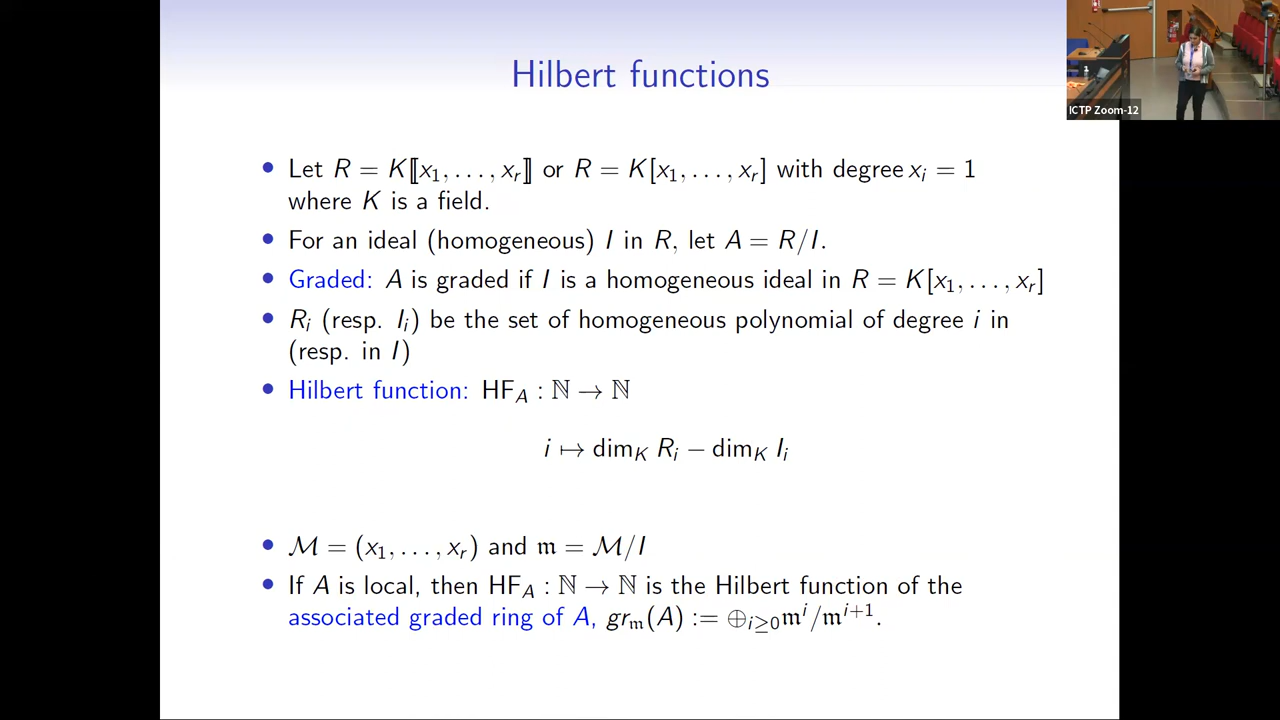 Hilbert functions
ICTP Zoom-12
• Let R = K⟦x₁, . . . , xᵣ⟧ or R = K[x₁, . . . , xᵣ] with degree xᵢ = 1
where K is a field.
• For an ideal (homogeneous) I in R, let A = R/I.
• Graded: A is graded if I is a homogeneous ideal in R = K[x₁, . . . , xᵣ]
• Rᵢ (resp. Iᵢ) be the set of homogeneous polynomial of degree i in
(resp. in I)
• Hilbert function: HF_A : ℕ → ℕ
i ↦ dim_K Rᵢ − dim_K Iᵢ
• ℳ = (x₁, . . . , xᵣ) and 𝔪 = ℳ/I
• If A is local, then HF_A : ℕ → ℕ is the Hilbert function of the
associated graded ring of A, gr_𝔪(A) := ⊕_{i≥0}𝔪ⁱ/𝔪ⁱ⁺¹.